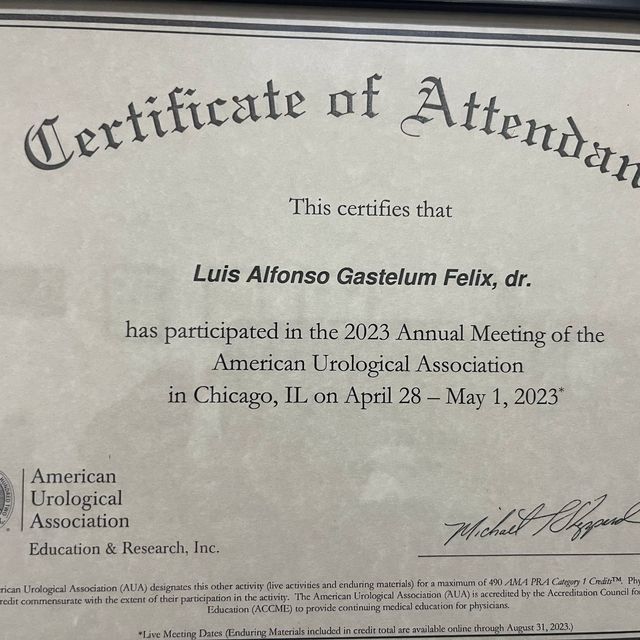 Certificate of Attendan
This certifies that
Luis Alfonso Gastelum Felix, dr.
has participated in the 2023 Annual Meeting of the
American Urological Association
in Chicago, IL on April 28 – May 1, 2023*
American
Urological
Association
Education & Research, Inc.
rican Urological Association (AUA) designates this other activity (live activities and enduring materials) for a maximum of 490 AMA PRA Category 1 Credits™. Phy
redit commensurate with the extent of their participation in the activity. The American Urological Association (AUA) is accredited by the Accreditation Council for
Education (ACCME) to provide continuing medical education for physicians.
*Live Meeting Dates (Enduring Materials included in credit total are available online through August 31, 2023.)